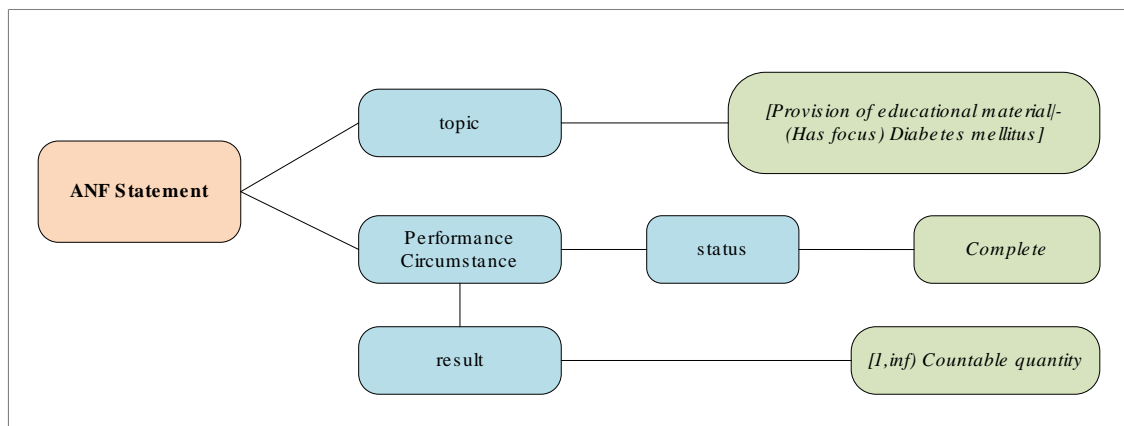 topic
[Provision of educational material|-
(Has focus) Diabetes mellitus]
ANF Statement
Performance
Circumstance
status
Complete
result
[1,inf) Countable quantity